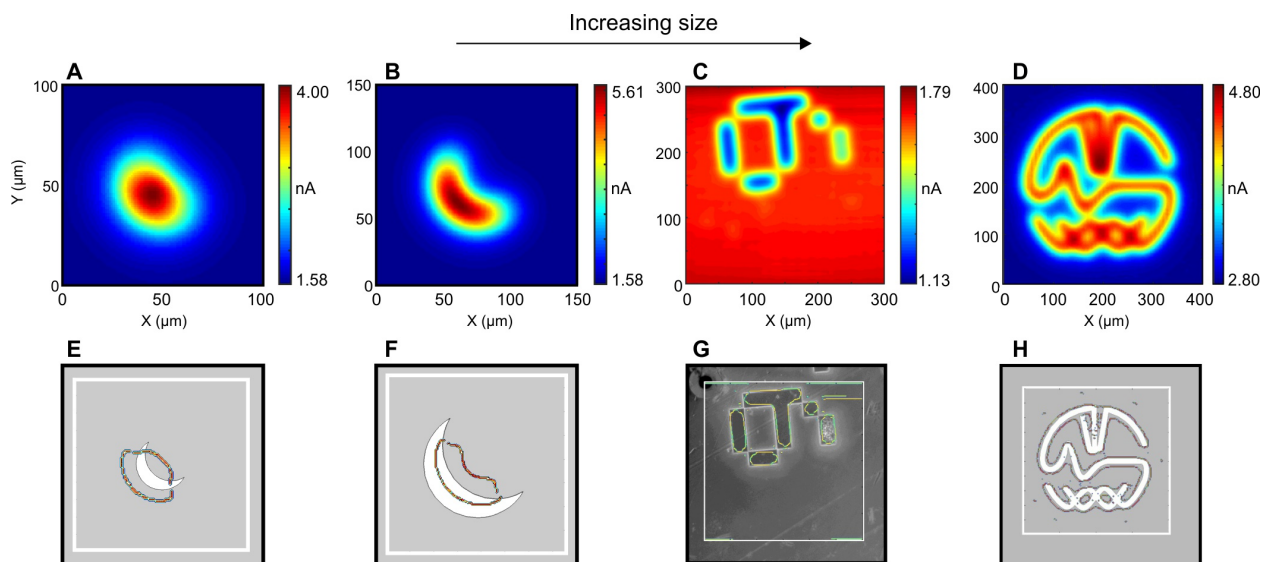 Increasing size
A B C D
100 4.00 150 5.61 300 1.79 400 4.80
300
100 200
Y (µm) 50 nA nA 200 nA 200 nA
50 100 100
0 1.58 0 1.58 0 1.13 0 2.80
0 50 100 0 50 100 150 0 100 200 300 0 100 200 300 400
X (µm) X (µm) X (µm) X (µm)
E F G H